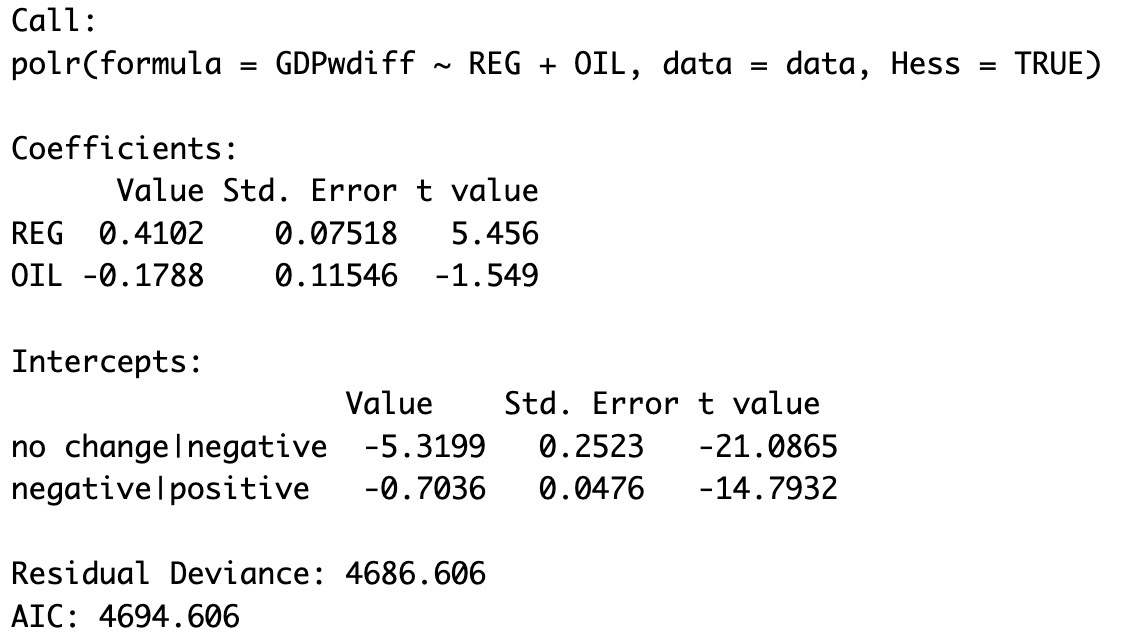 Call:
polr(formula = GDPwdiff ~ REG + OIL, data = data, Hess = TRUE)
Coefficients:
Value Std. Error t value
REG 0.4102 0.07518 5.456
OIL -0.1788 0.11546 -1.549
Intercepts:
Value Std. Error t value
no change|negative -5.3199 0.2523 -21.0865
negative|positive -0.7036 0.0476 -14.7932
Residual Deviance: 4686.606
AIC: 4694.606